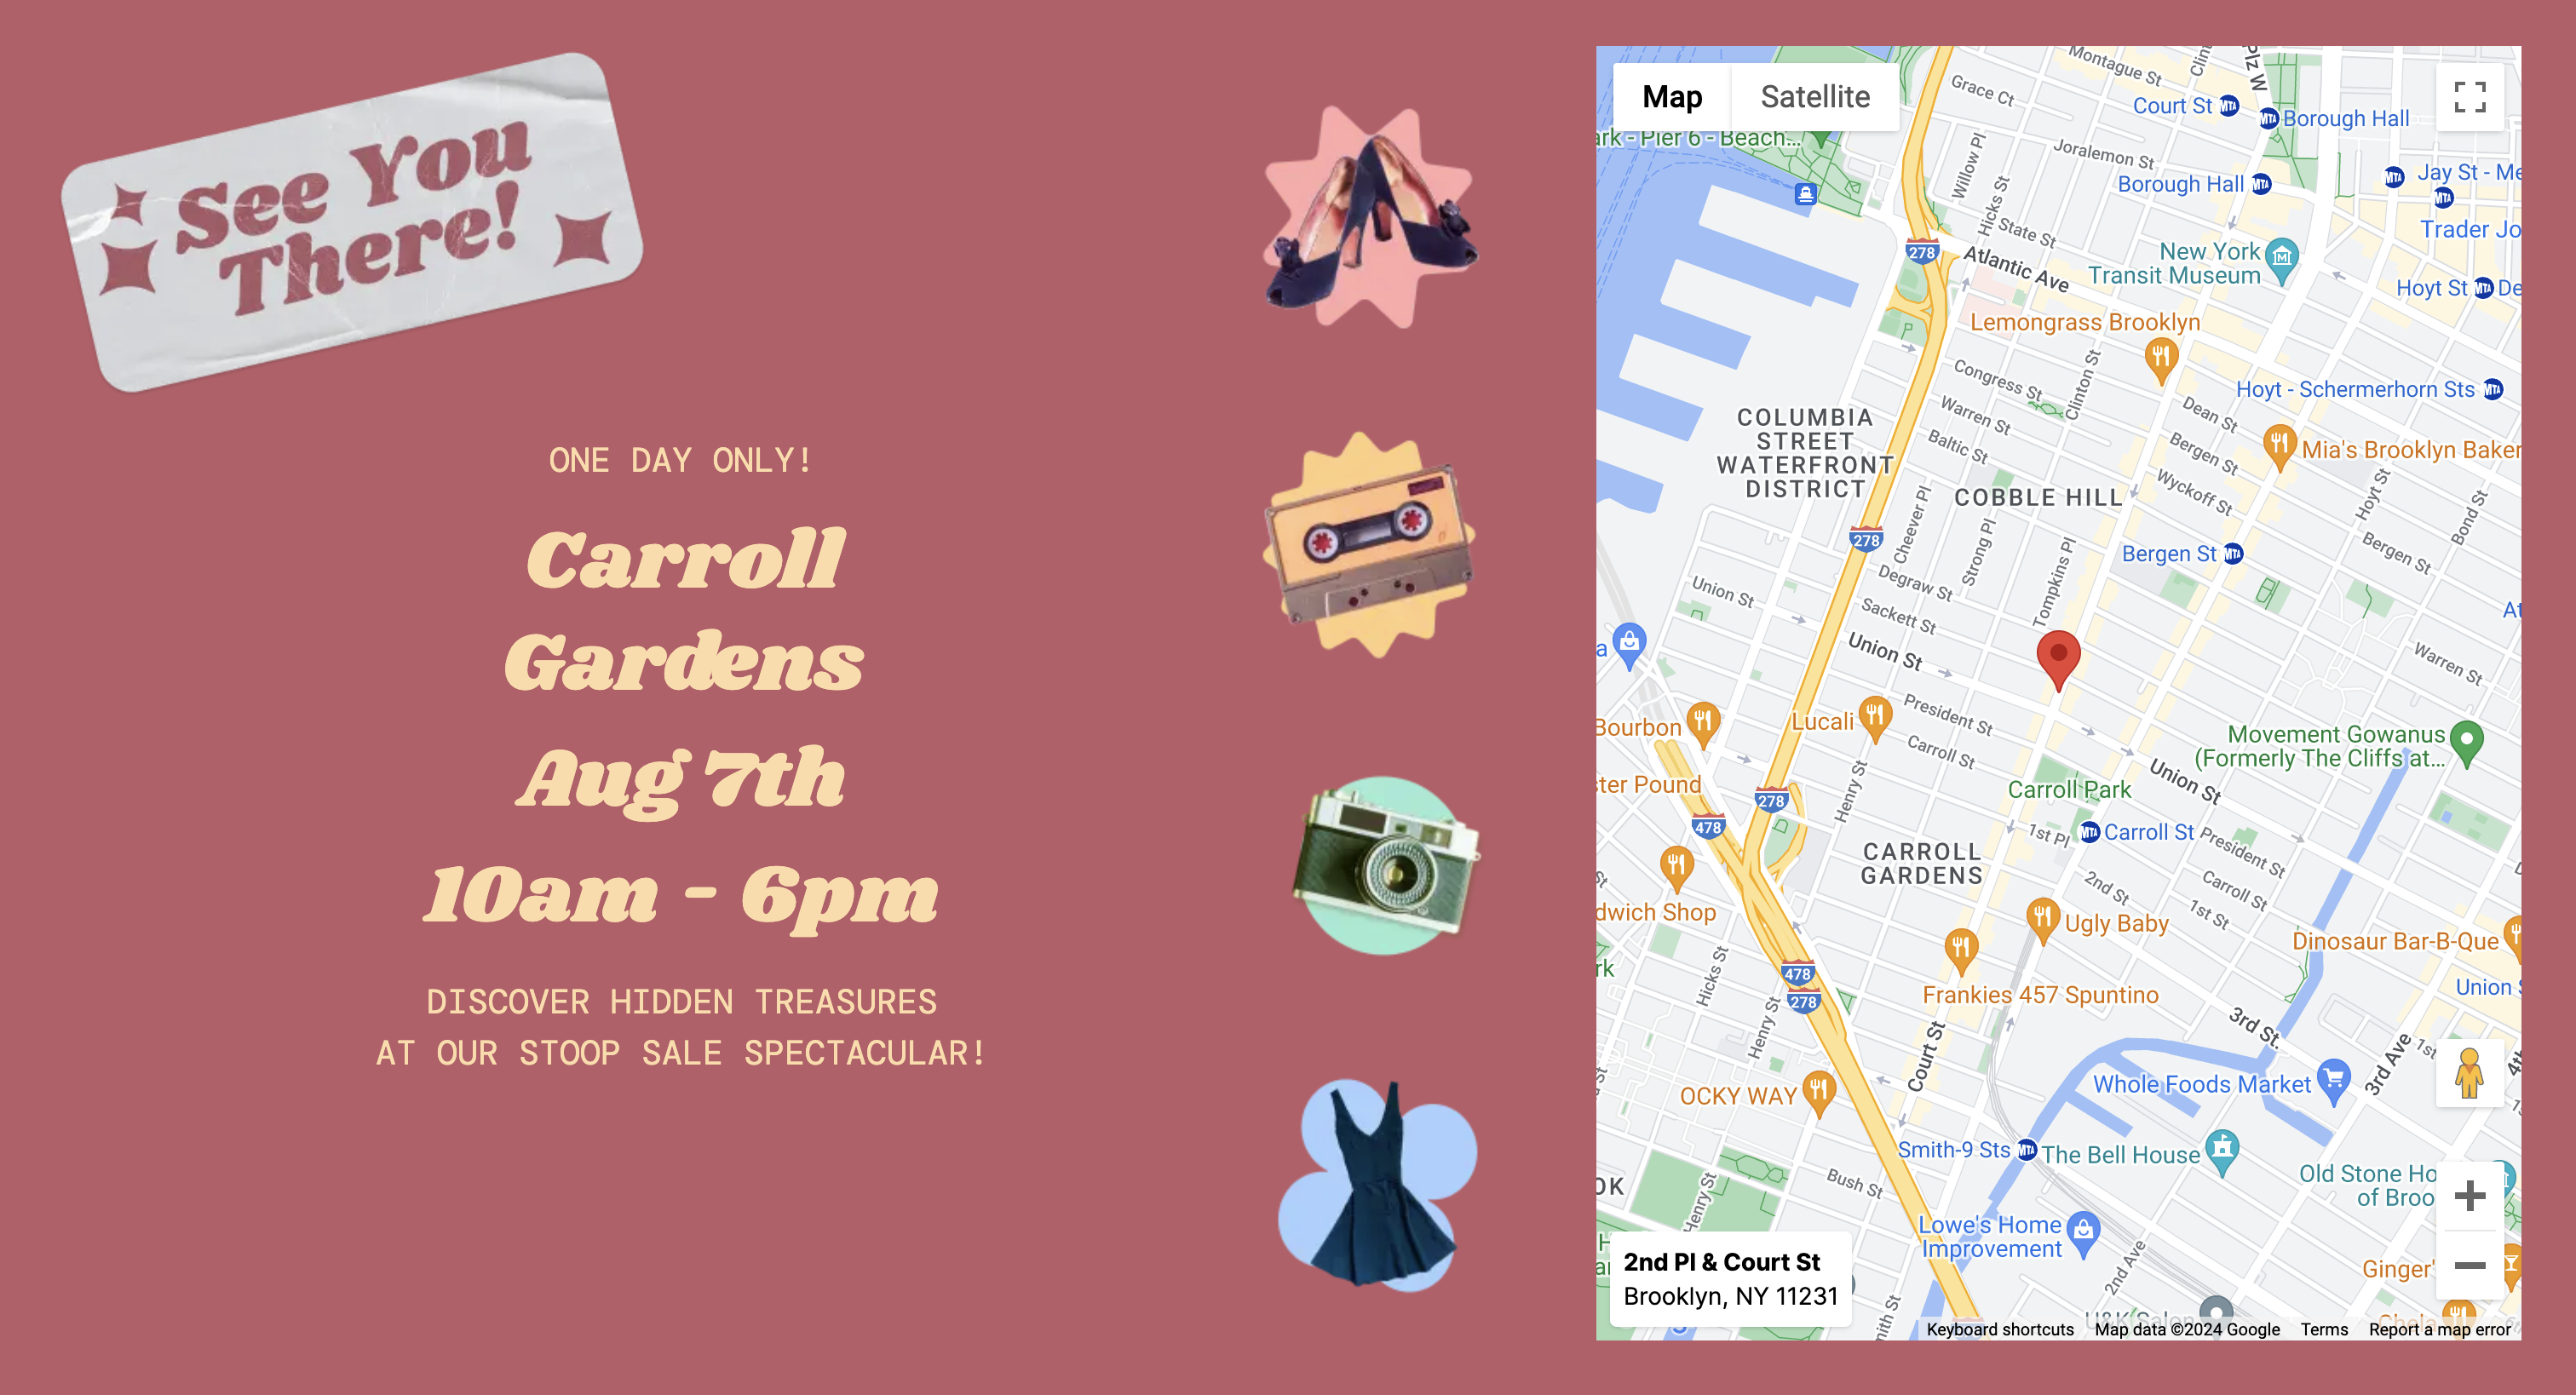 See You
There!
ONE DAY ONLY!
Carroll
Gardens
Aug 7th
10am - 6pm
DISCOVER HIDDEN TREASURES
AT OUR STOOP SALE SPECTACULAR!
Map
Satellite
Pier 6 - Beach...
Montague St
Grace Ct
Court St
Borough Hall
Joralemon St
Willow Pl
Hicks St
Borough Hall
Jay St
Trader
State St
278
Atlantic Ave
New York
Transit Museum
Hoyt St
Lemongrass Brooklyn
Congress St
Clinton St
Hoyt - Schermerhorn Sts
COLUMBIA
STREET
WATERFRONT
DISTRICT
Warren St
Dean St
Baltic St
Bergen St
Mia's Brooklyn
Wyckoff St
Hoyt St
Bond St
COBBLE HILL
Cheever Pl
Strong Pl
Tompkins Pl
278
Bergen St
Bergen St
Union St
Degraw St
Sackett St
Union St
Warren St
Bourbon
Lucali
President St
Carroll St
Movement Gowanus
(Formerly The Cliffs at...
Pound
278
478
Henry St
Carroll Park
Union St
1st Pl
Carroll St
President St
CARROLL
GARDENS
2nd St
Carroll St
1st St
Shop
Ugly Baby
Dinosaur Bar-B-Que
Hicks St
478
278
Frankies 457 Spuntino
Union
Henry St
Court St
3rd St.
3rd Ave
OCKY WAY
Whole Foods Market
Smith-9 Sts
The Bell House
Old Stone
of
Bush St
Henry St
Lowe's Home
Improvement
2nd Ave
Ginger's
2nd Pl & Court St
Brooklyn, NY 11231
Keyboard shortcuts
Map data ©2024 Google
Terms
Report a map error